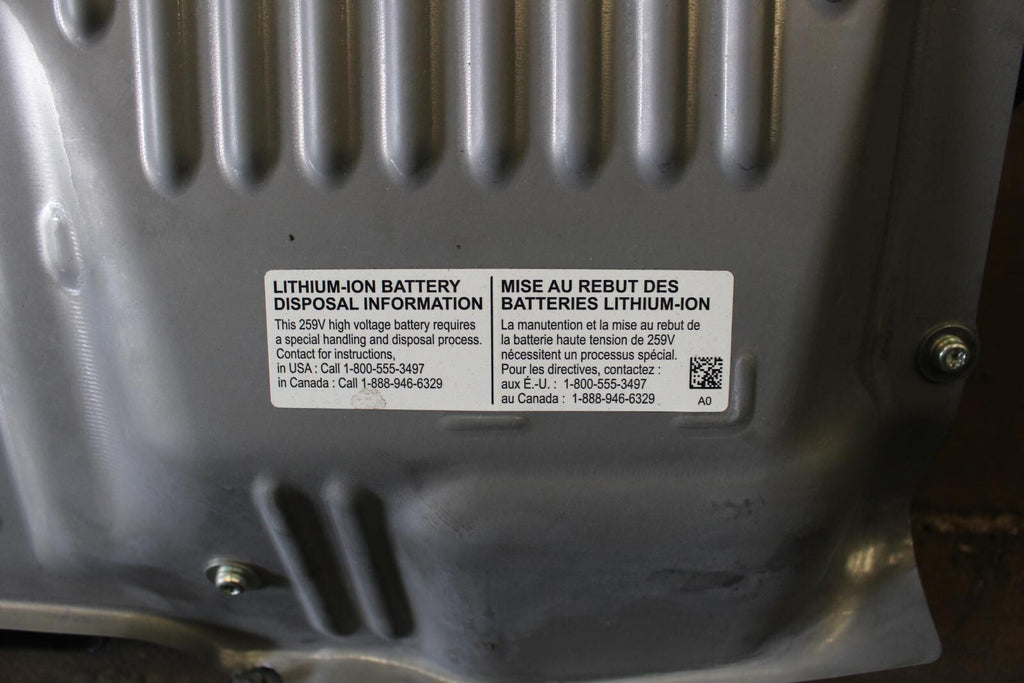 LITHIUM-ION BATTERY
DISPOSAL INFORMATION
This 259V high voltage battery requires
a special handling and disposal process.
Contact for instructions,
in USA : Call 1-800-555-3497
in Canada : Call 1-888-946-6329
MISE AU REBUT DES
BATTERIES LITHIUM-ION
La manutention et la mise au rebut de
la batterie haute tension de 259V
nécessitent un processus spécial.
Pour les directives, contactez :
aux É.-U. : 1-800-555-3497
au Canada : 1-888-946-6329
A0